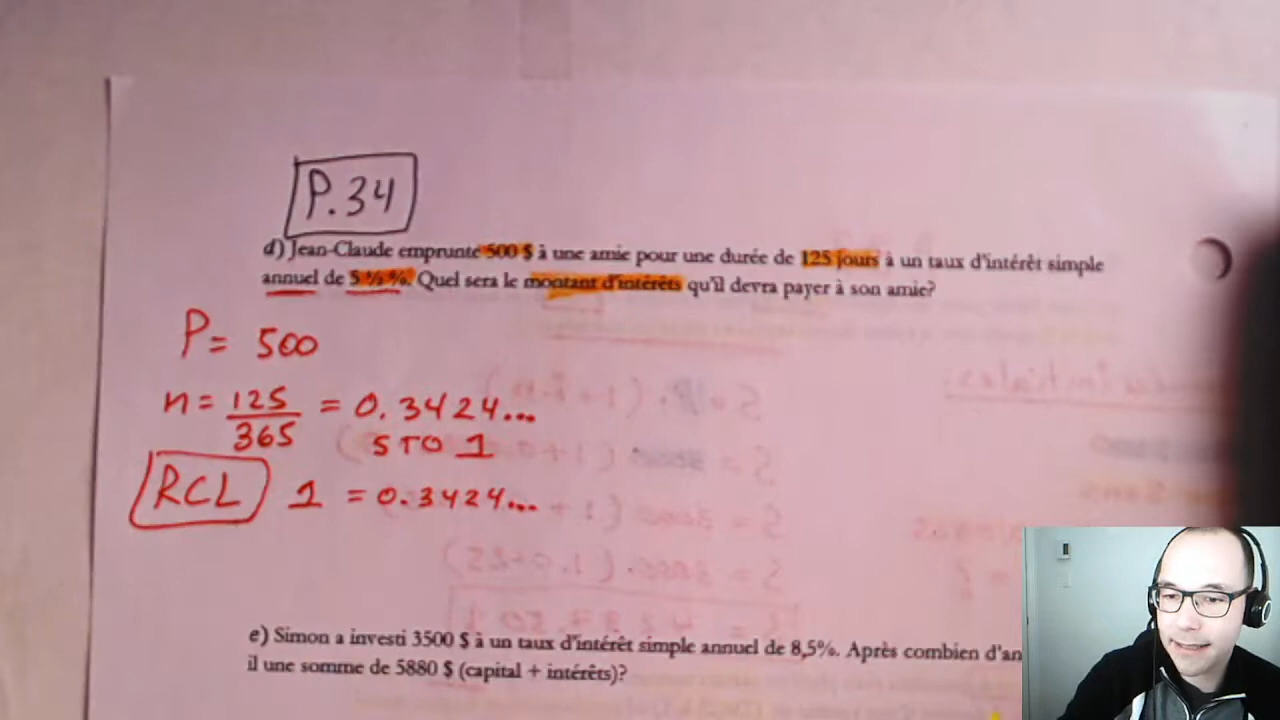 P.34
d) Jean-Claude emprunte 500 $ à une amie pour une durée de 125 jours à un taux d'intérêt simple
annuel de 5 ½ %. Quel sera le montant d'intérêts qu'il devra payer à son amie?
P = 500
n = 125/365 = 0.3424...
STO 1
RCL 1 = 0.3424...
e) Simon a investi 3500 $ à un taux d'intérêt simple annuel de 8,5%. Après combien d'an
il une somme de 5880 $ (capital + intérêts)?